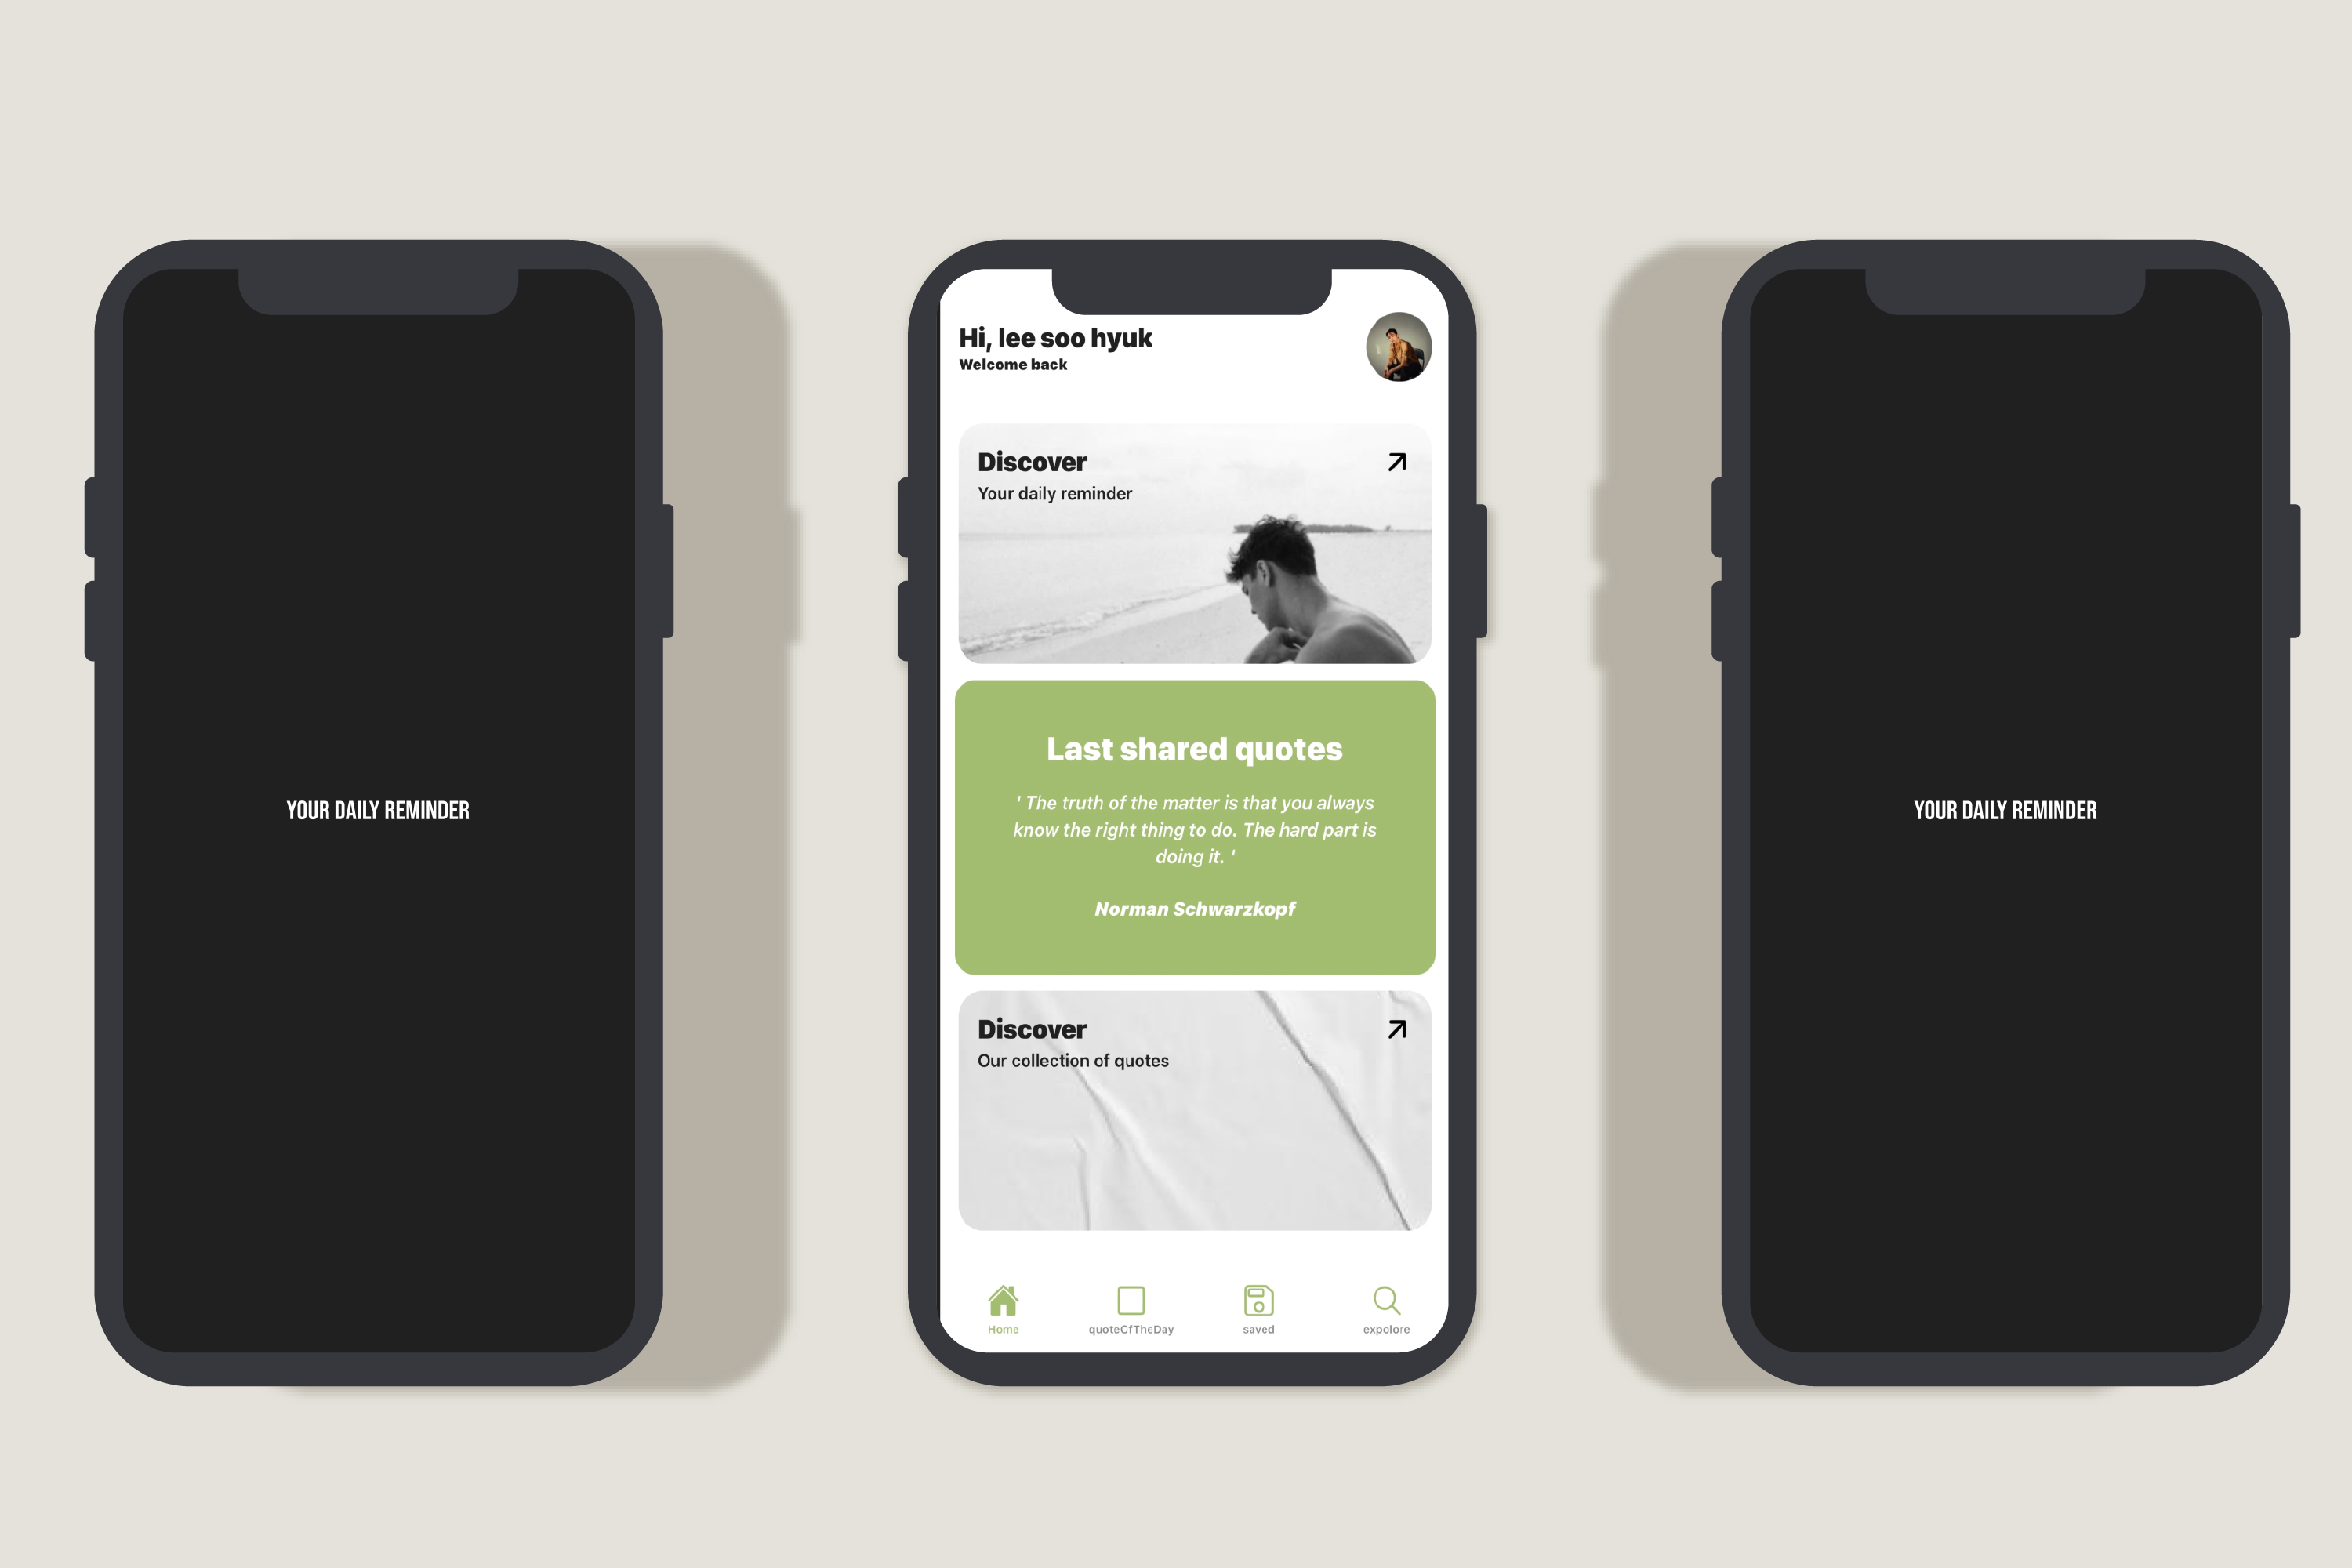 YOUR DAILY REMINDER
Hi, lee soo hyuk
Welcome back
Discover
Your daily reminder
Last shared quotes
' The truth of the matter is that you always
know the right thing to do. The hard part is
doing it. '
Norman Schwarzkopf
Discover
Our collection of quotes
Home
quoteOfTheDay
saved
expolore
YOUR DAILY REMINDER